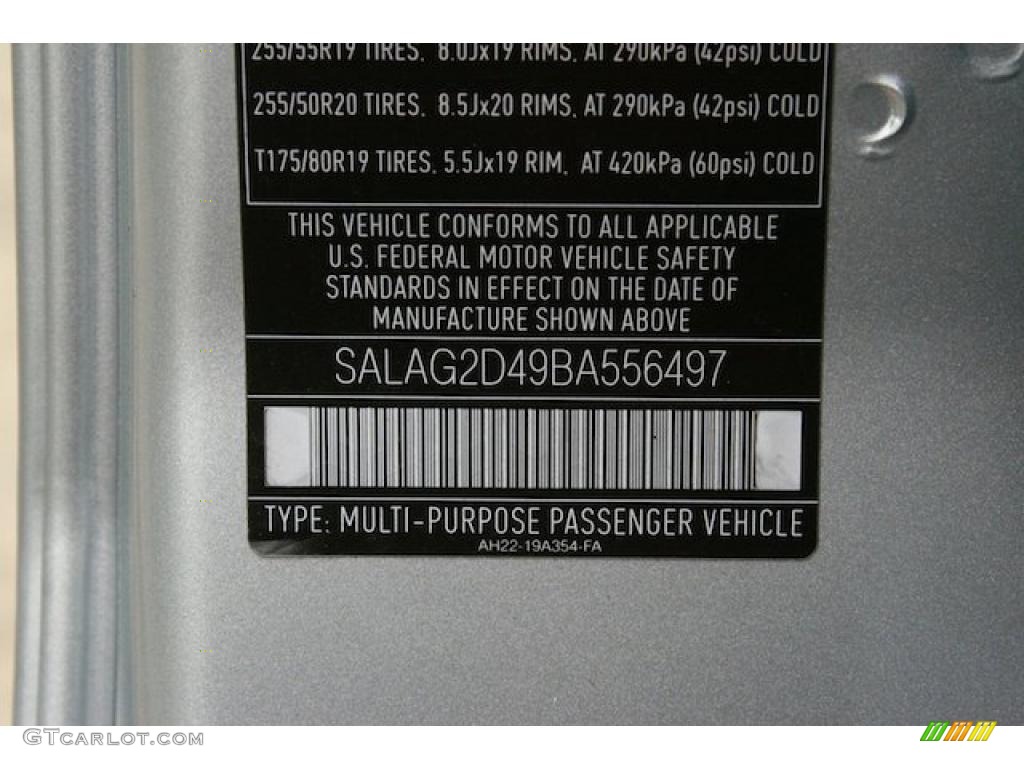 255/55R19 TIRES, 8.0Jx19 RIMS, AT 290kPa (42psi) COLD
255/50R20 TIRES, 8.5Jx20 RIMS, AT 290kPa (42psi) COLD
T175/80R19 TIRES, 5.5Jx19 RIM, AT 420kPa (60psi) COLD
THIS VEHICLE CONFORMS TO ALL APPLICABLE
U.S. FEDERAL MOTOR VEHICLE SAFETY
STANDARDS IN EFFECT ON THE DATE OF
MANUFACTURE SHOWN ABOVE
SALAG2D49BA556497
TYPE: MULTI-PURPOSE PASSENGER VEHICLE
AH22-19A354-FA
GTCARLOT.COM